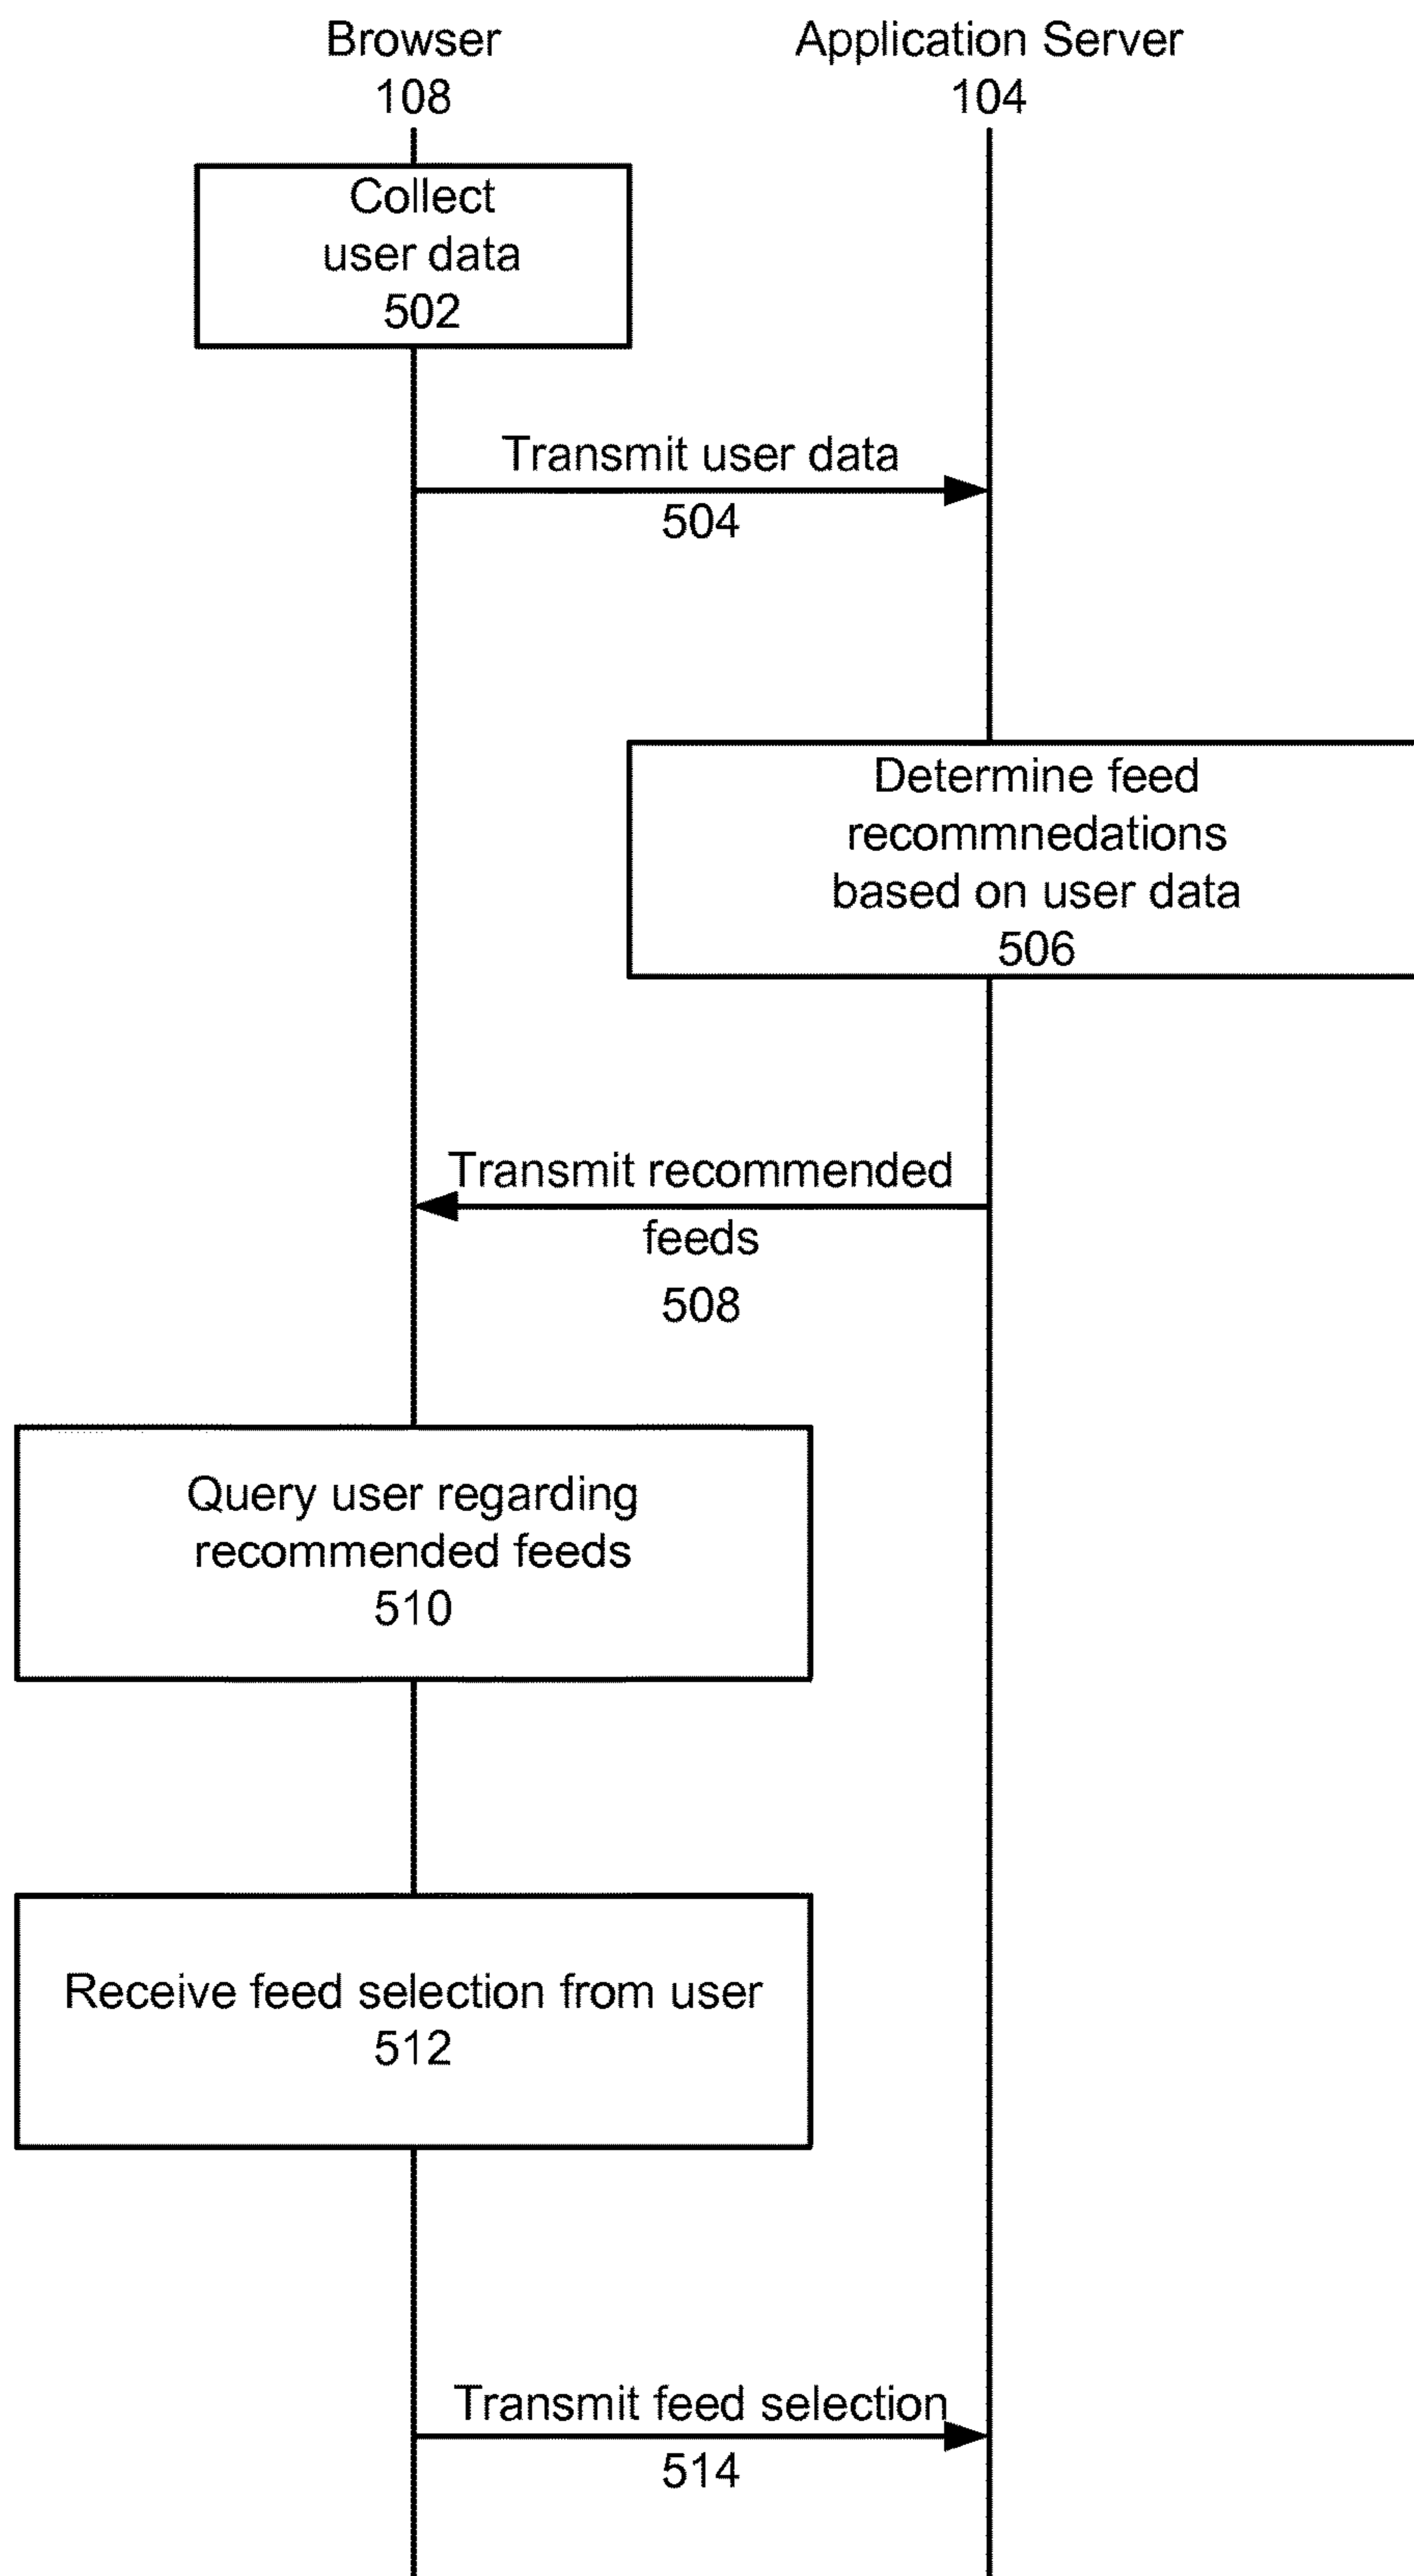 Browser
108
Application Server
104
Collect
user data
502
Transmit user data
504
Determine feed
recommnedations
based on user data
506
Transmit recommended
feeds
508
Query user regarding
recommended feeds
510
Receive feed selection from user
512
Transmit feed selection
514